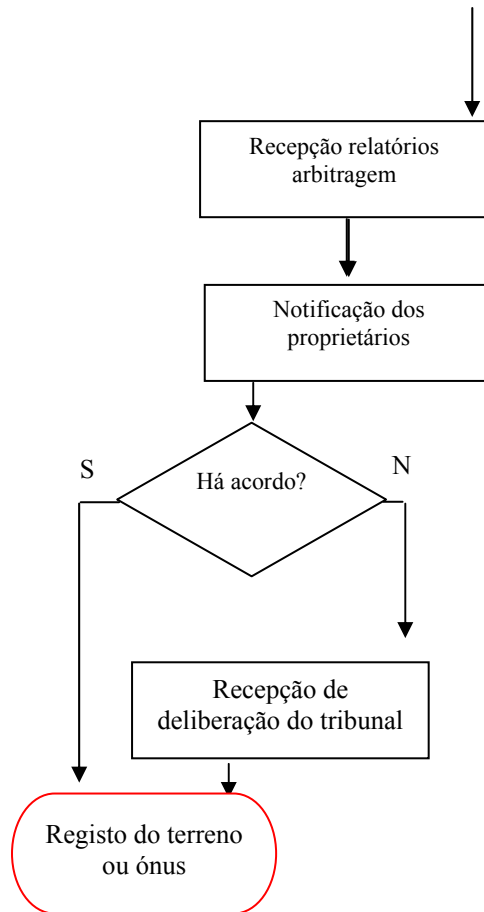 Recepção relatórios
arbitragem
Notificação dos
proprietários
S
N
Há acordo?
Recepção de
deliberação do tribunal
Registo do terreno
ou ónus